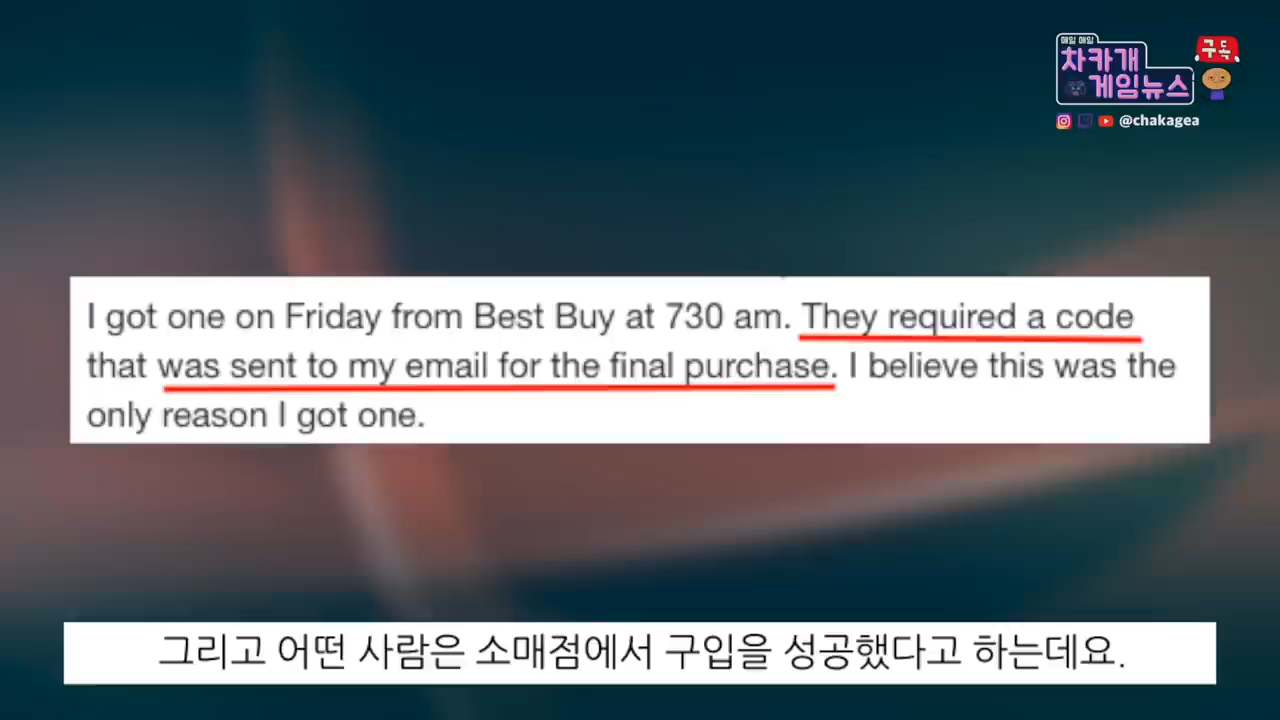 매일 매일
차카개
게임뉴스
구독
@chakagea
I got one on Friday from Best Buy at 730 am. They required a code
that was sent to my email for the final purchase. I believe this was the
only reason I got one.
그리고 어떤 사람은 소매점에서 구입을 성공했다고 하는데요.